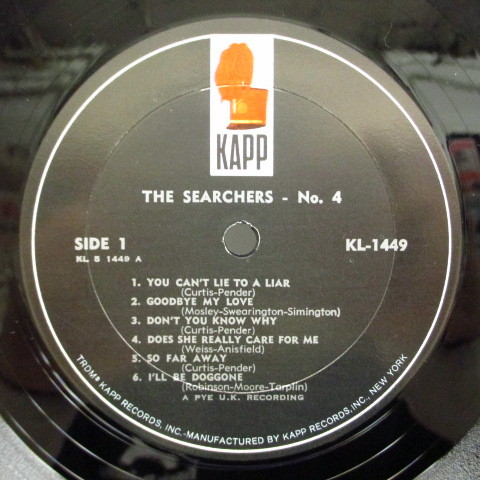 KAPP
THE SEARCHERS - No. 4
SIDE 1
KL-1449
KL S 1449 A
1. YOU CAN'T LIE TO A LIAR
(Curtis-Pender)
2. GOODBYE MY LOVE
(Mosley-Swearington-Simington)
3. DON'T YOU KNOW WHY
(Curtis-Pender)
4. DOES SHE REALLY CARE FOR ME
(Weiss-Anisfield)
5. SO FAR AWAY
(Curtis-Pender)
6. I'LL BE DOGGONE
(Robinson-Moore-Tarplin)
A PYE U.K. RECORDING
TRDMK KAPP RECORDS, INC.-MANUFACTURED BY KAPP RECORDS, INC., NEW YORK